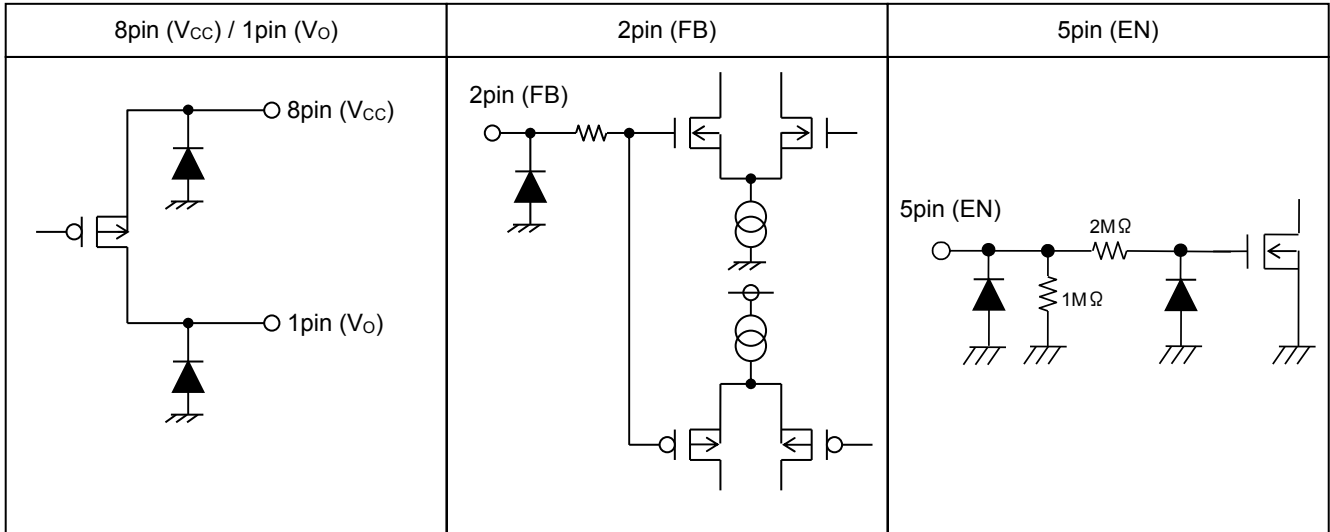 8pin (VCC) / 1pin (VO)
2pin (FB)
5pin (EN)
8pin (VCC)
1pin (VO)
2pin (FB)
5pin (EN)
2MΩ
1MΩ